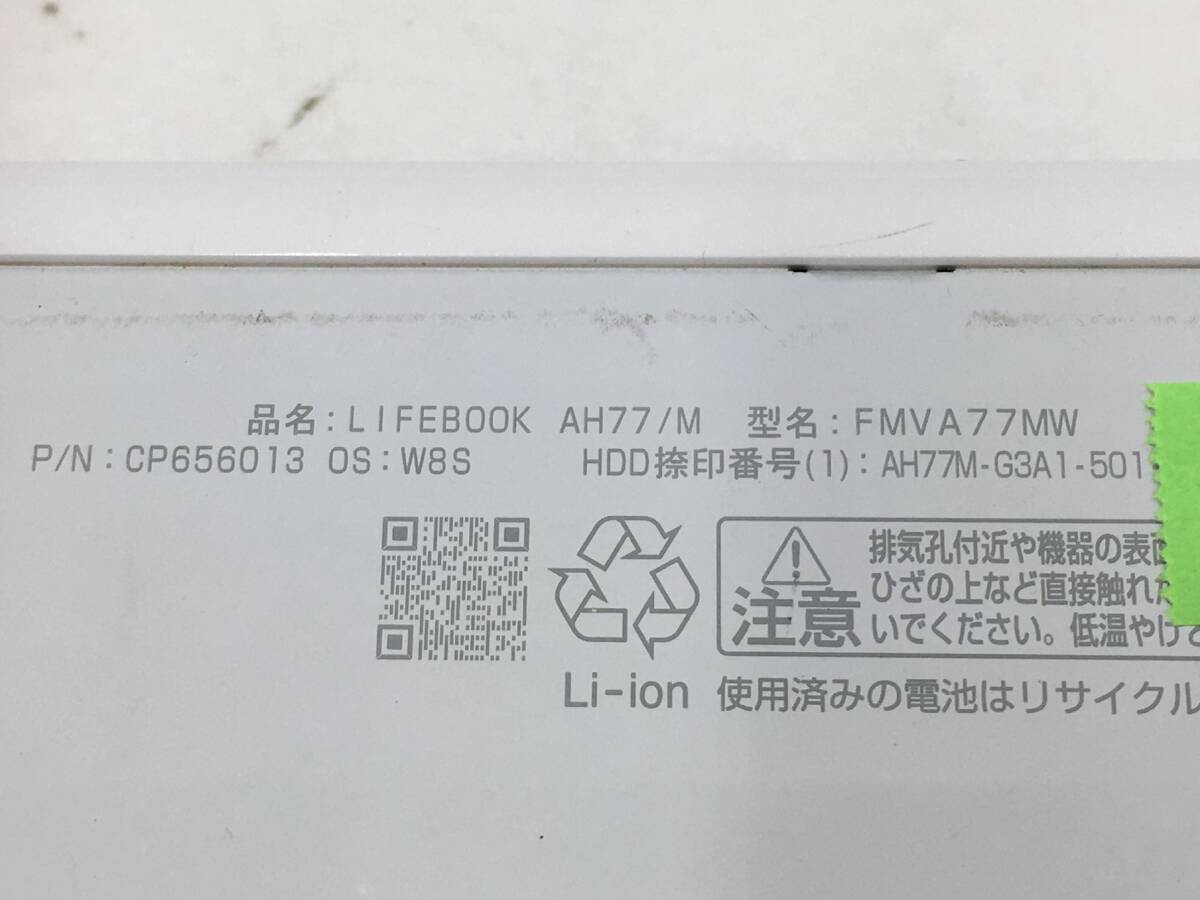 品名：LIFEBOOK AH77/M 型名：FMVA77MW
P/N：CP656013 OS：W8S HDD捺印番号(1)：AH77M-G3A1-501
注意
排気孔付近や機器の表
ひざの上など直接触れた
いでください。低温やけど
Li-ion 使用済みの電池はリサイクル